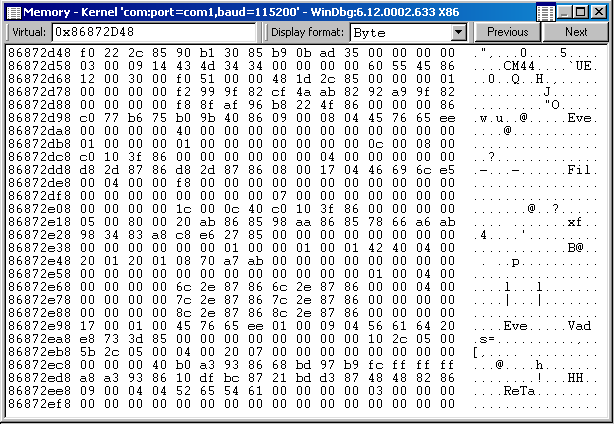 Memory - Kernel 'com:port=com1,baud=115200' - WinDbg:6.12.0002.633 X86
Virtual: 0x86872D48 Display format: Byte Previous Next
86872d48 f0 22 2c 85 90 b1 30 85 b9 0b ad 35 00 00 00 00 .",...0....5....
86872d58 03 00 09 14 43 4d 34 34 00 00 00 00 60 55 45 86 ....CM44....`UE.
86872d68 12 00 30 00 f0 51 00 00 48 1d 2c 85 00 00 00 01 ..0..Q..H.,.....
86872d78 00 00 00 00 f2 99 9f 82 cf 4a ab 82 92 a9 9f 82 .........J......
86872d88 00 00 00 00 f8 8f af 96 b8 22 4f 86 00 00 00 00 ........."O.....
86872d98 c0 77 b6 75 b0 9b 40 86 09 00 08 04 45 76 65 ee .w.u..@.....Eve.
86872da8 00 00 00 00 40 00 00 00 00 00 00 00 00 00 00 00 ....@...........
86872db8 01 00 00 00 01 00 00 00 00 00 00 00 0c 00 08 00 ................
86872dc8 c0 10 3f 86 00 00 00 00 00 00 00 00 04 00 00 00 ..?.............
86872dd8 d8 2d 87 86 d8 2d 87 86 08 00 17 04 46 69 6c e5 .-...-......Fil.
86872de8 00 04 00 00 f8 00 00 00 00 00 00 00 00 00 00 00 ................
86872df8 00 00 00 00 00 00 00 00 07 00 00 00 00 00 00 00 ................
86872e08 00 00 00 00 1c 00 0c 40 c0 10 3f 86 00 00 00 00 .......@..?.....
86872e18 05 00 80 00 20 ab 86 85 98 aa 86 85 78 66 a6 ab .... .......xf..
86872e28 98 34 83 a8 c8 e6 27 85 00 00 00 00 00 00 00 00 .4....'.........
86872e38 00 00 00 00 00 00 01 00 00 01 00 01 42 40 04 00 ............B@..
86872e48 20 01 20 01 08 70 a7 ab 00 00 00 00 00 00 00 00  . ..p..........
86872e58 00 00 00 00 00 00 00 00 00 00 00 00 01 00 04 00 ................
86872e68 00 00 00 00 6c 2e 87 86 6c 2e 87 86 00 00 04 00 ....l...l.......
86872e78 00 00 00 00 7c 2e 87 86 7c 2e 87 86 00 00 00 00 ....|...|.......
86872e88 00 00 00 00 8c 2e 87 86 8c 2e 87 86 00 00 00 00 ................
86872e98 17 00 01 00 45 76 65 ee 01 00 09 04 56 61 64 20 ....Eve.....Vad
86872ea8 e8 73 3d 85 00 00 00 00 00 00 00 00 10 2c 05 00 .s=..........,..
86872eb8 5b 2c 05 00 04 00 20 07 00 00 00 00 00 00 00 00 [,.... .........
86872ec8 00 00 00 00 40 b0 a3 93 86 68 bd 97 b9 fc ff ff ff ....@....h......
86872ed8 a8 a3 93 86 10 df bc 87 21 bd d3 87 48 48 82 86 ........!...HH..
86872ee8 09 00 04 04 52 65 54 61 00 00 00 00 03 00 00 00 ....ReTa........
86872ef8 00 00 00 00 00 00 00 00 00 00 00 00 00 00 00 00 ................